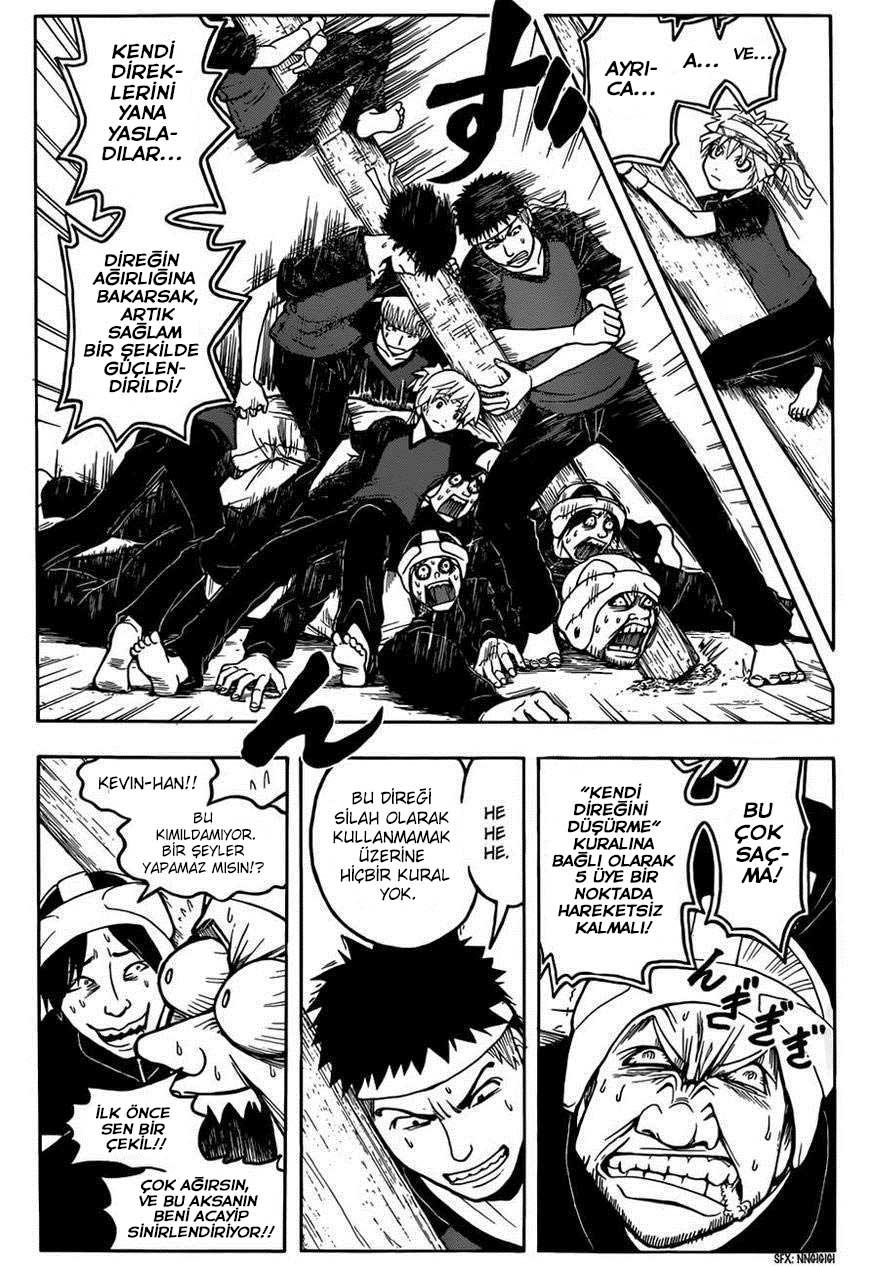 A...
VE...
AYRI-
CA...
ず
KENDİ
DİREK-
LERİNİ
YANA
YASLA-
DILAR...
DİREĞİN
AĞIRLIĞINA
BAKARSAK,
ARTIK
SAĞLAM
BİR ŞEKİLDE
GÜÇLEN-
DİRİLDİ!
ん
BU
ÇOK
SAÇ-
MA!
"KENDİ
DİREĞİNİ
DÜŞÜRME"
KURALINA
BAĞLI OLARAK
5 ÜYE BİR
NOKTADA
HAREKETSİZ
KALMALI!
んぎぎぎ
HE
HE
HE.
BU DİREĞİ
SİLAH OLARAK
KULLANMAMAK
ÜZERİNE
HİÇBİR KURAL
YOK.
KEVIN-HAN!!
BU
KIMILDAMIYOR.
BİR ŞEYLER
YAPAMAZ MISIN!?
İLK ÖNCE
SEN BİR
ÇEKİL!!
ÇOK AĞIRSIN,
VE BU AKSANIN
BENİ ACAYİP
SİNİRLENDİRİYOR!!
SFX: NNGIGIGI